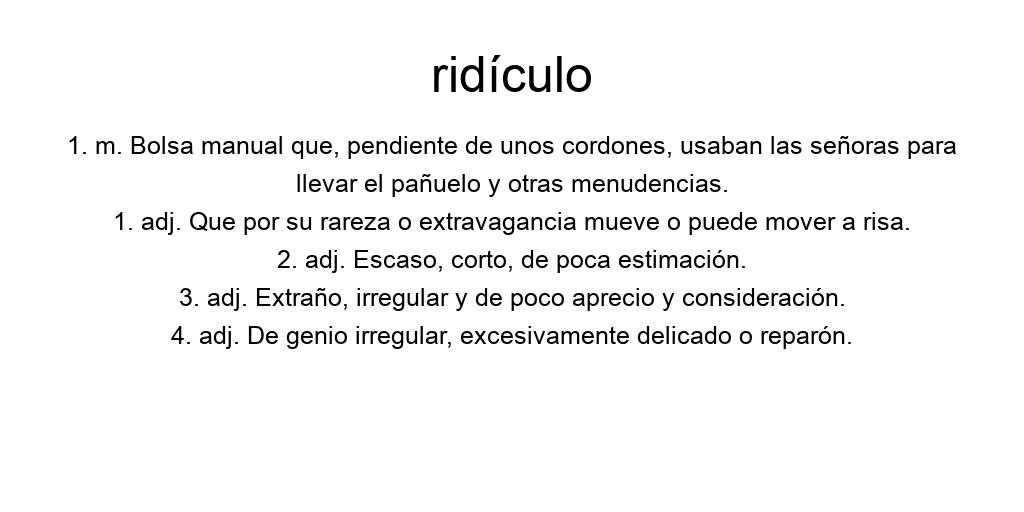 ridículo
1. m. Bolsa manual que, pendiente de unos cordones, usaban las señoras para
llevar el pañuelo y otras menudencias.
1. adj. Que por su rareza o extravagancia mueve o puede mover a risa.
2. adj. Escaso, corto, de poca estimación.
3. adj. Extraño, irregular y de poco aprecio y consideración.
4. adj. De genio irregular, excesivamente delicado o reparón.